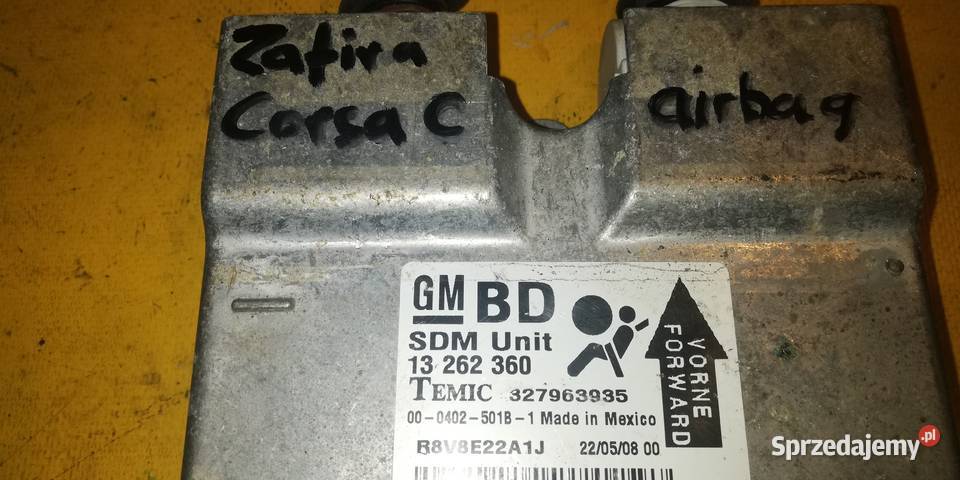 Zafira
Corsa C
airbag
GM BD
SDM Unit
13 262 360
TEMIC 327963935
00-0402-501B-1 Made in Mexico
R8V8E22A1J 22/05/08 00
VORNE
FORWARD
Sprzedajemy.pl